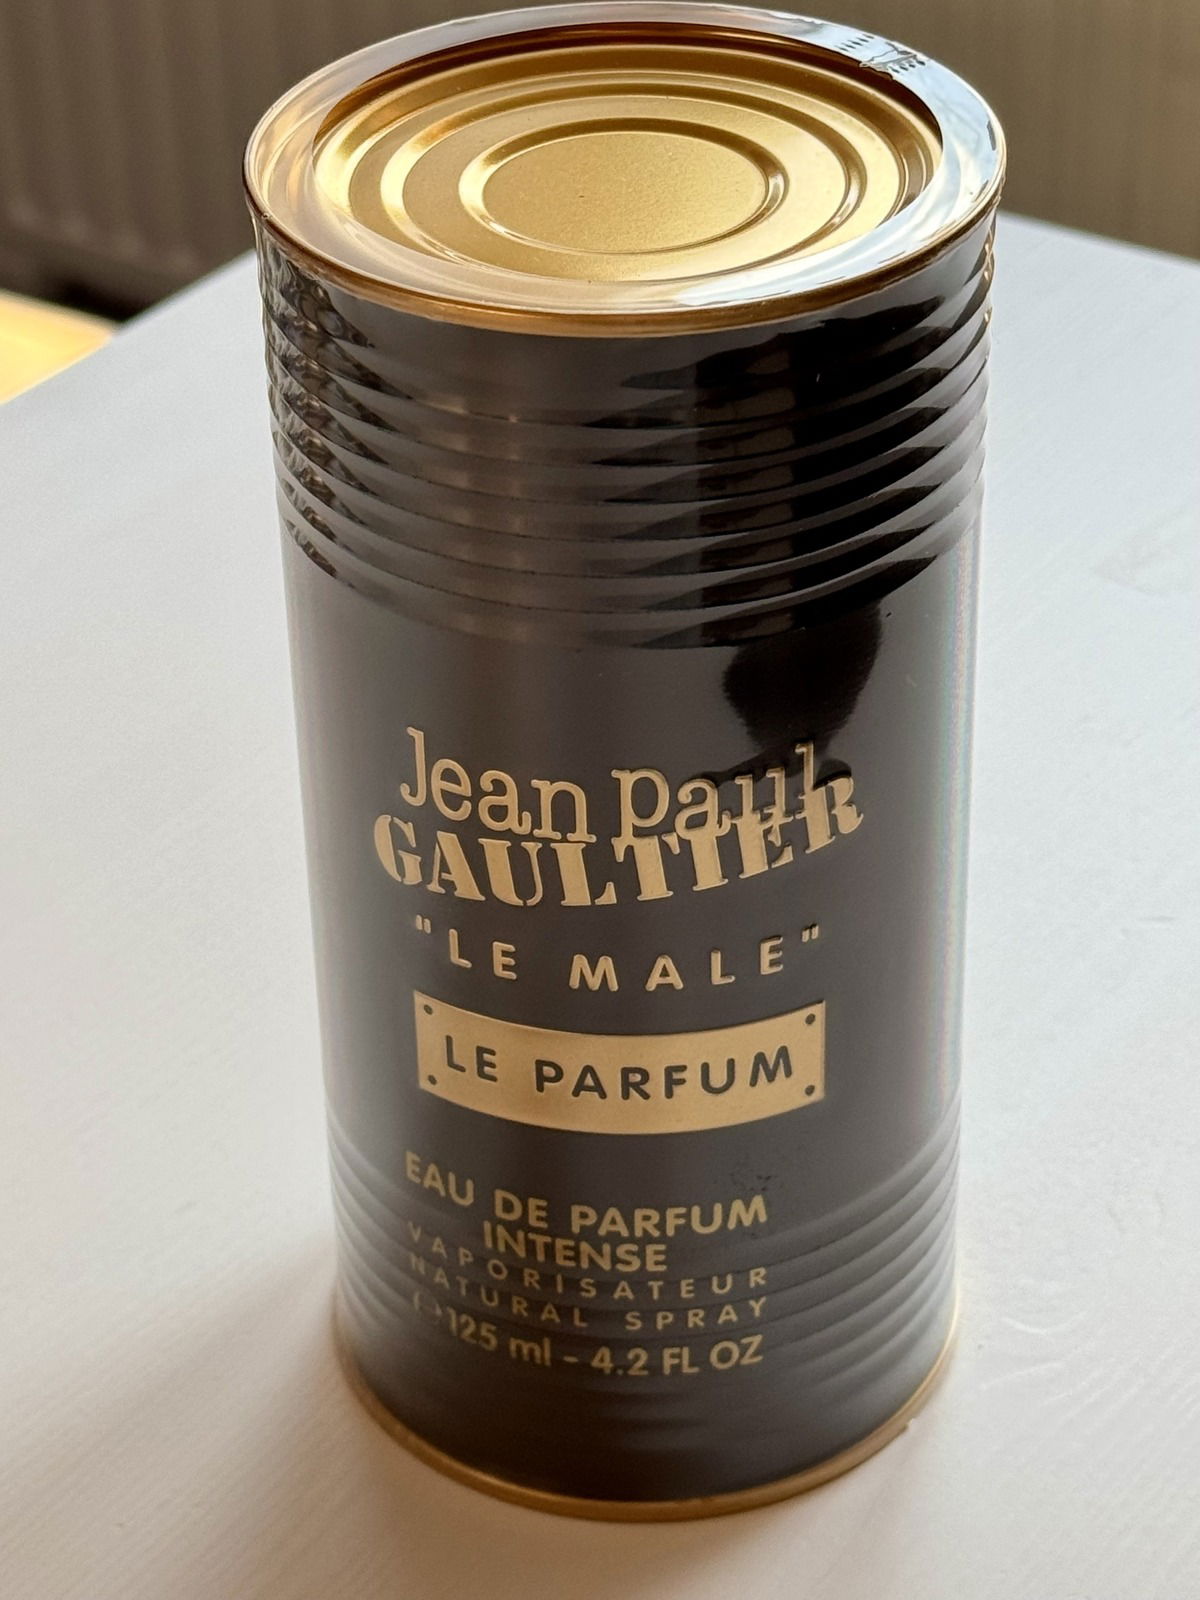 Jean Paul
GAULTIER
"LE MALE"
LE PARFUM
EAU DE PARFUM
INTENSE
VAPORISATEUR
NATURAL SPRAY
℮ 125 ml - 4.2 FL OZ